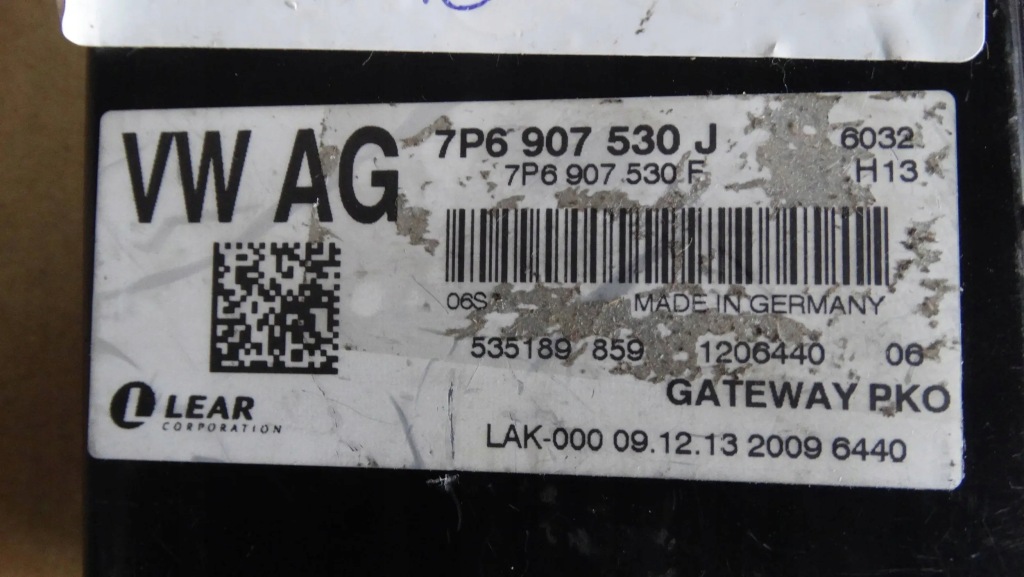 VW AG
7P6 907 530 J
6032
7P6 907 530 F
H13
MADE IN GERMANY
535189 859 1206440 06
GATEWAY PKO
LEAR
CORPORATION
LAK-000 09.12.13 2009 6440